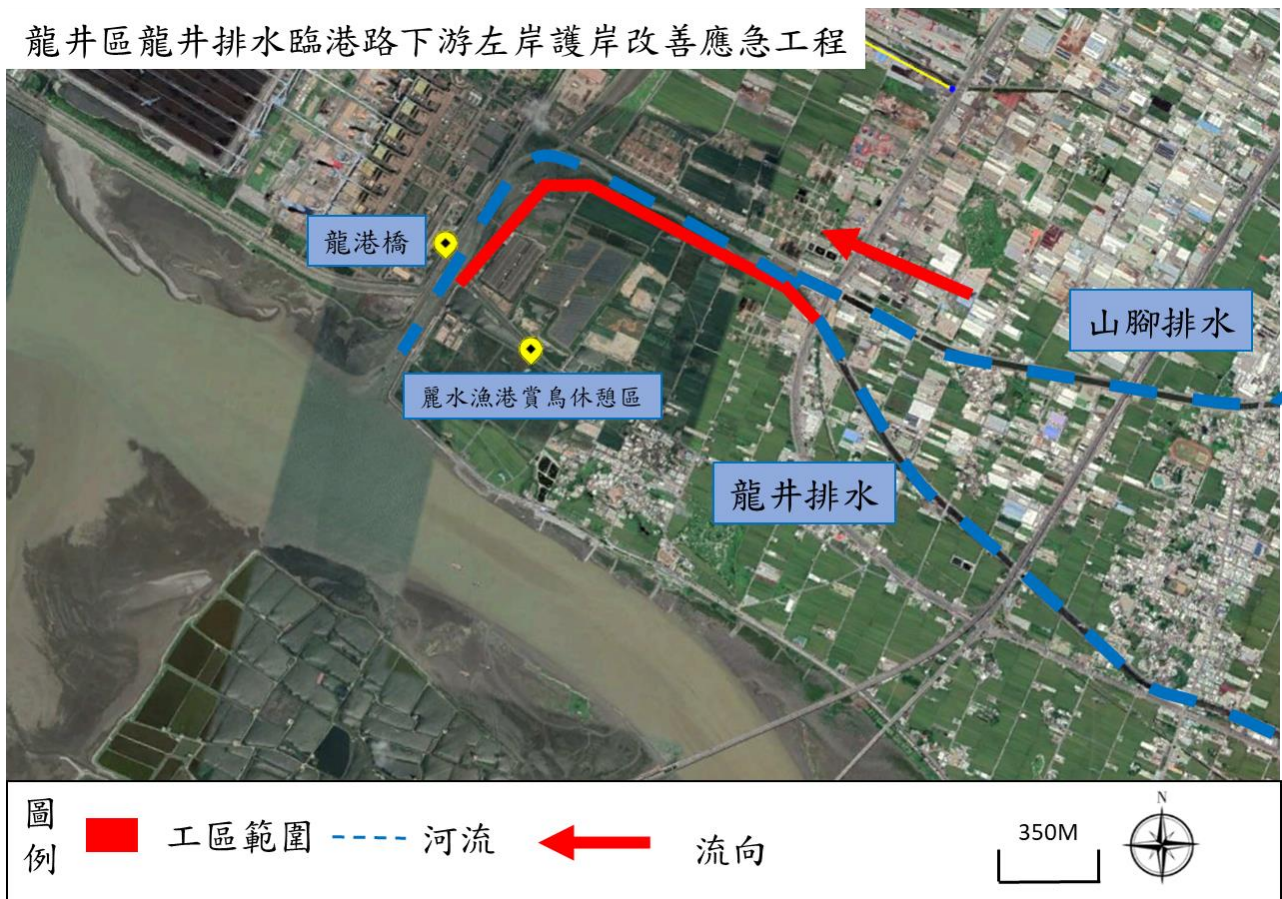 龍井區龍井排水臨港路下游左岸護岸改善應急工程
龍港橋
山腳排水
麗水漁港賞鳥休憩區
龍井排水
圖例
工區範圍
河流
流向
350M
N